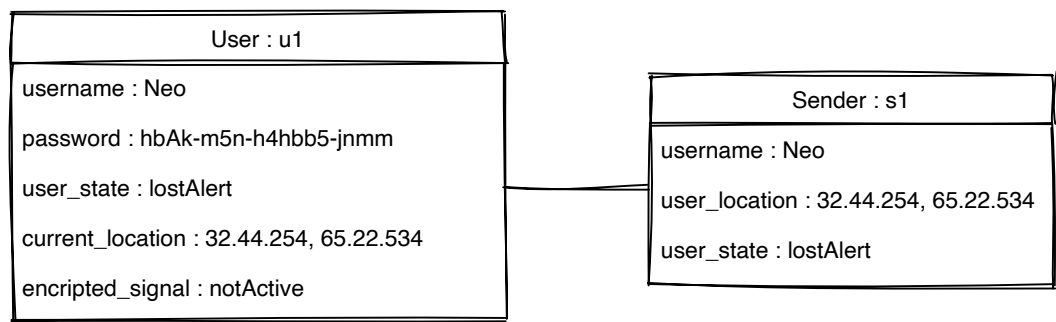 User : u1
username : Neo
password : hbAk-m5n-h4hbb5-jnmm
user_state : lostAlert
current_location : 32.44.254, 65.22.534
encripted_signal : notActive
Sender : s1
username : Neo
user_location : 32.44.254, 65.22.534
user_state : lostAlert